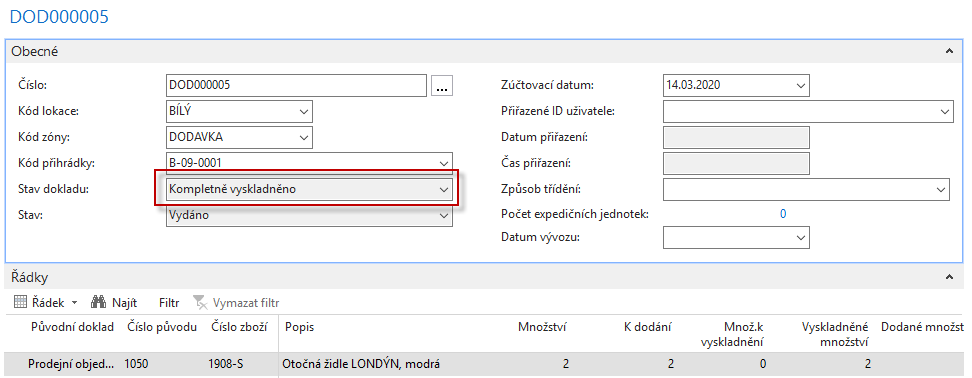 DOD000005
Obecné
Číslo: DOD000005 ... Zúčtovací datum: 14.03.2020
Kód lokace: BÍLÝ Přiřazené ID uživatele:
Kód zóny: DODAVKA Datum přiřazení:
Kód přihrádky: B-09-0001 Čas přiřazení:
Stav dokladu: Kompletně vyskladněno Způsob třídění:
Stav: Vydáno Počet expedičních jednotek: 0
Datum vývozu:
Řádky
Řádek Najít Filtr Vymazat filtr
Původní doklad Číslo původu Číslo zboží Popis Množství K dodání Množ.k vyskladnění Vyskladněné množství Dodané množst
Prodejní objed... 1050 1908-S Otočná židle LONDÝN, modrá 2 2 0 2